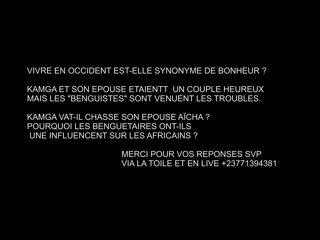 VIVRE EN OCCIDENT EST-ELLE SYNONYME DE BONHEUR ?
KAMGA ET SON EPOUSE ETAIENTT UN COUPLE HEUREUX
MAIS LES "BENGUISTES" SONT VENUENT LES TROUBLES.
KAMGA VAT-IL CHASSE SON EPOUSE AÏCHA ?
POURQUOI LES BENGUETAIRES ONT-ILS
UNE INFLUENCENT SUR LES AFRICAINS ?
MERCI POUR VOS REPONSES SVP
VIA LA TOILE ET EN LIVE +23771394381